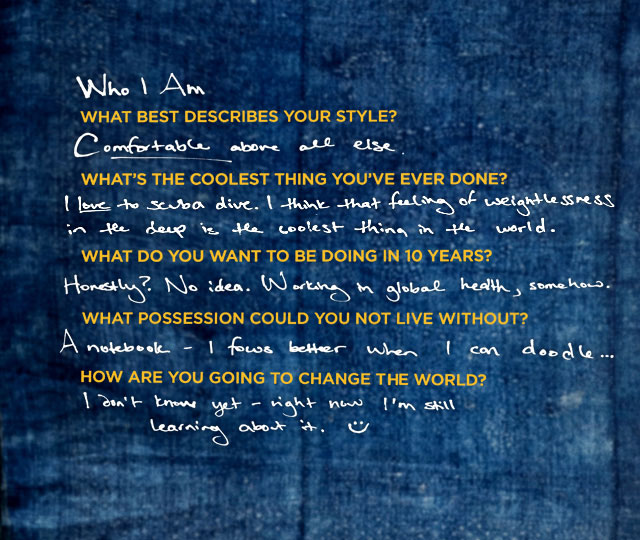 Who I Am
WHAT BEST DESCRIBES YOUR STYLE?
Comfortable above all else.
WHAT'S THE COOLEST THING YOU'VE EVER DONE?
I love to scuba dive. I think that feeling of weightlessness
in the deep is the coolest thing in the world.
WHAT DO YOU WANT TO BE DOING IN 10 YEARS?
Honestly? No idea. Working in global health, somehow.
WHAT POSSESSION COULD YOU NOT LIVE WITHOUT?
A notebook - I focus better when I can doodle...
HOW ARE YOU GOING TO CHANGE THE WORLD?
I don't know yet - right now I'm still
learning about it. :)